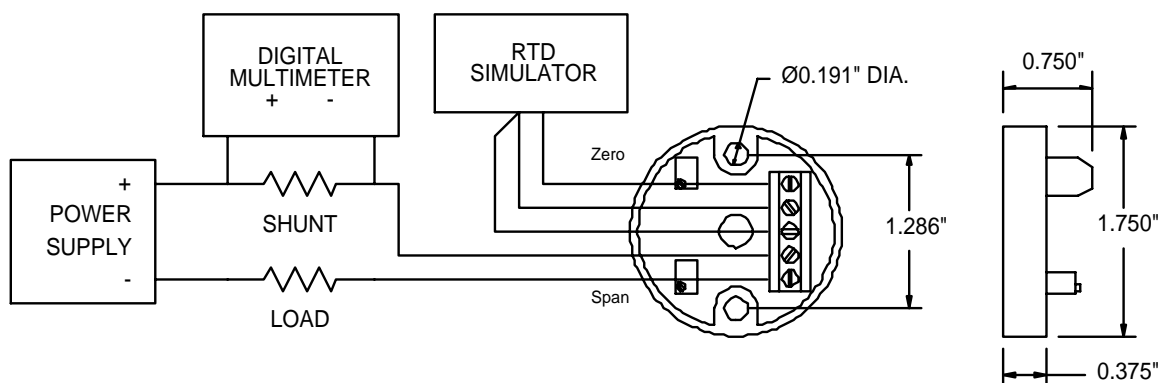 DIGITAL
MULTIMETER
+ -
RTD
SIMULATOR
Ø0.191" DIA.
0.750"
Zero
+
POWER
SUPPLY
-
SHUNT
LOAD
Span
1.286"
1.750"
0.375"